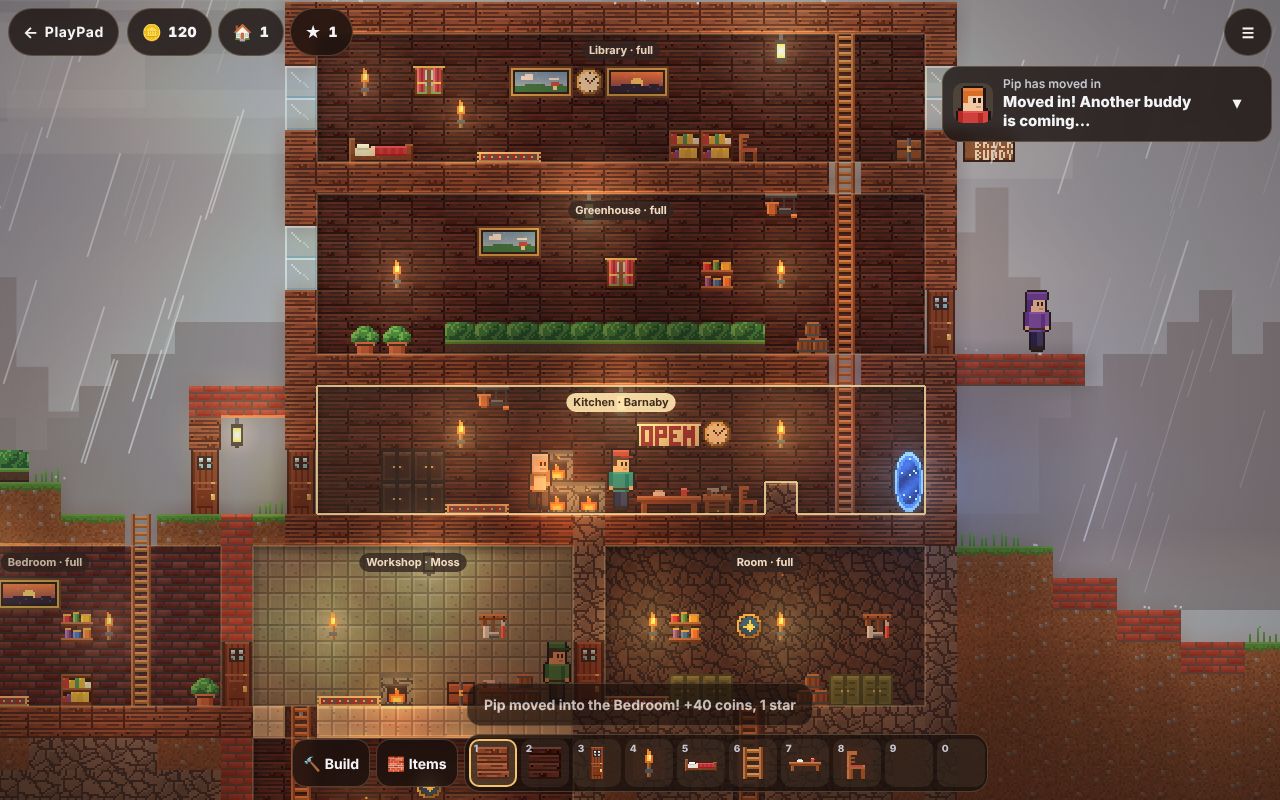 ← PlayPad
120
1
★ 1
Library · full
Pip has moved in
Moved in! Another buddy
is coming...
BRICK
BUDDY
Greenhouse · full
Kitchen · Barnaby
OPEN
Bedroom · full
Workshop · Moss
Room · full
Pip moved into the Bedroom! +40 coins, 1 star
Build
Items
1 2 3 4 5 6 7 8 9 0